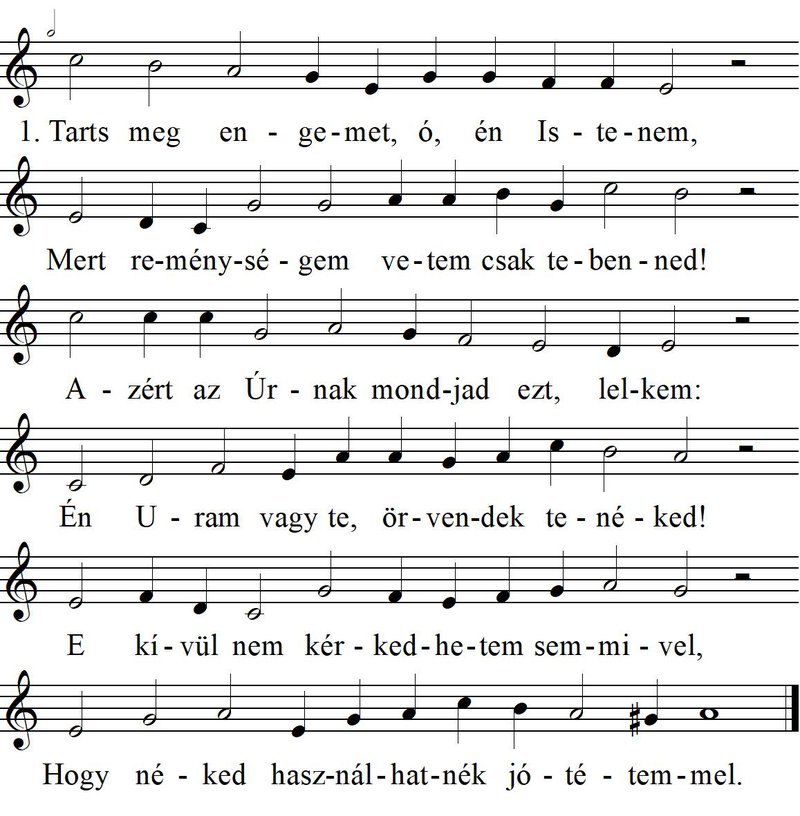 1. Tarts meg en - ge - met, ó, én Is - te - nem,
Mert re - mény - sé - gem ve - tem csak te - ben - ned!
A - zért az Úr - nak mond - jad ezt, lel - kem:
Én U - ram vagy te, ör - ven - dek te - né - ked!
E kí - vül nem kér - ked - he - tem sem - mi - vel,
Hogy né - ked hasz - nál - hat - nék jó - té - tem - mel.